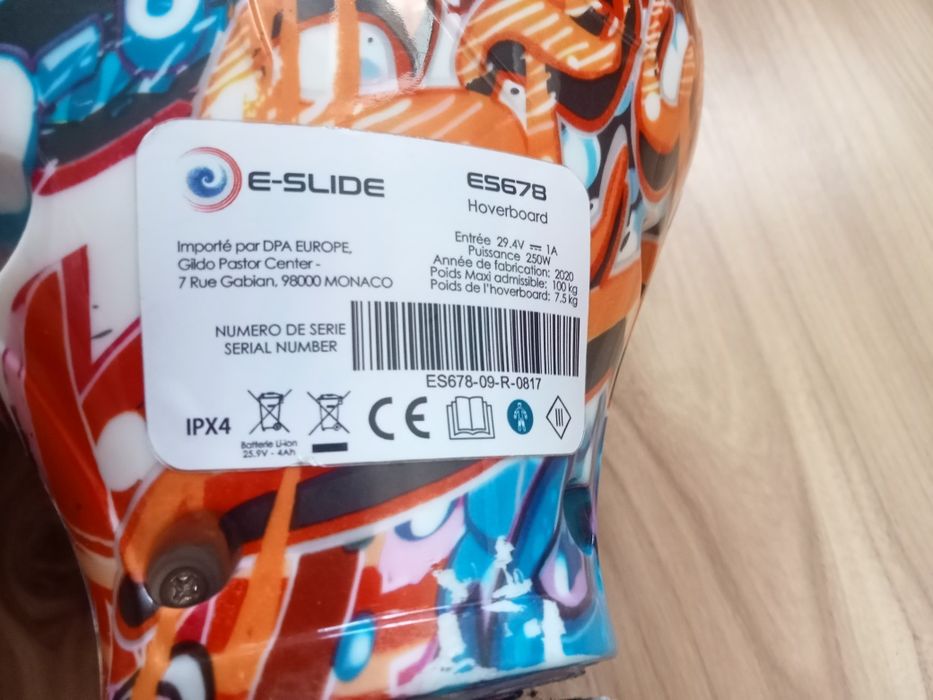 E-SLIDE
ES678
Hoverboard
Importé par DPA EUROPE,
Gildo Pastor Center -
7 Rue Gabian, 98000 MONACO
Entrée 29.4V ⎓ 1A
Puissance 250W
Année de fabrication: 2020
Poids Maxi admissible: 100 kg
Poids de l'hoverboard: 7.5 kg
NUMERO DE SERIE
SERIAL NUMBER
ES678-09-R-0817
IPX4
Batterie Li-ion
25.9V - 4Ah
CE